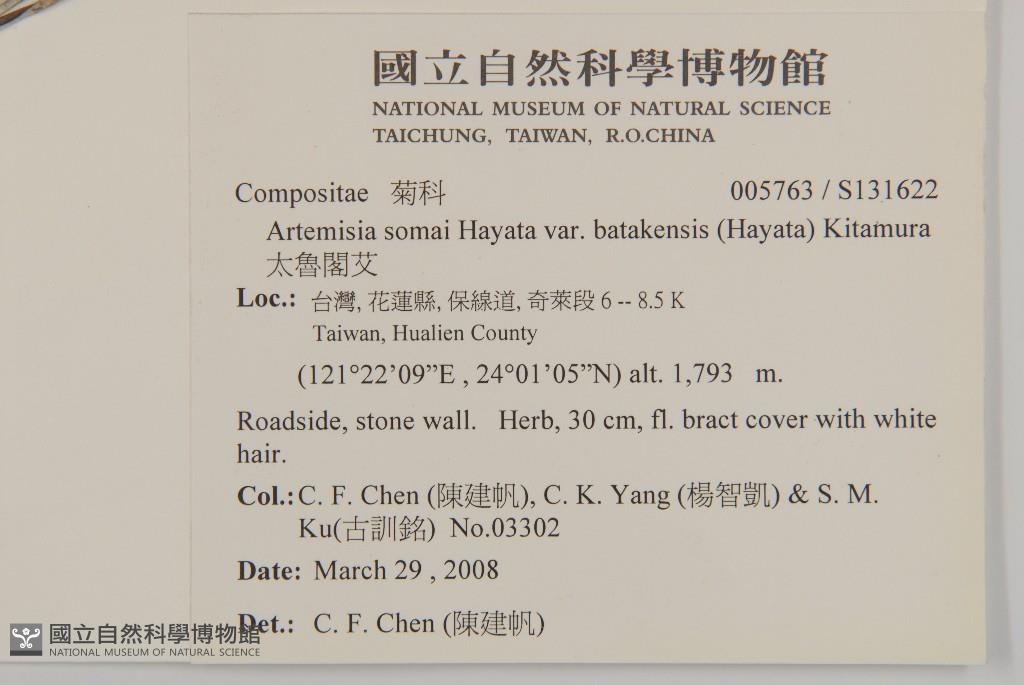 國立自然科學博物館
NATIONAL MUSEUM OF NATURAL SCIENCE
TAICHUNG, TAIWAN, R.O.CHINA
Compositae 菊科 005763 / S131622
Artemisia somai Hayata var. batakensis (Hayata) Kitamura
太魯閣艾
Loc.: 台灣, 花蓮縣, 保線道, 奇萊段 6 -- 8.5 K
Taiwan, Hualien County
(121°22’09”E , 24°01’05”N) alt. 1,793 m.
Roadside, stone wall. Herb, 30 cm, fl. bract cover with white
hair.
Col.: C. F. Chen (陳建帆), C. K. Yang (楊智凱) & S. M.
Ku(古訓銘) No.03302
Date: March 29 , 2008
Det.: C. F. Chen (陳建帆)
國立自然科學博物館
NATIONAL MUSEUM OF NATURAL SCIENCE